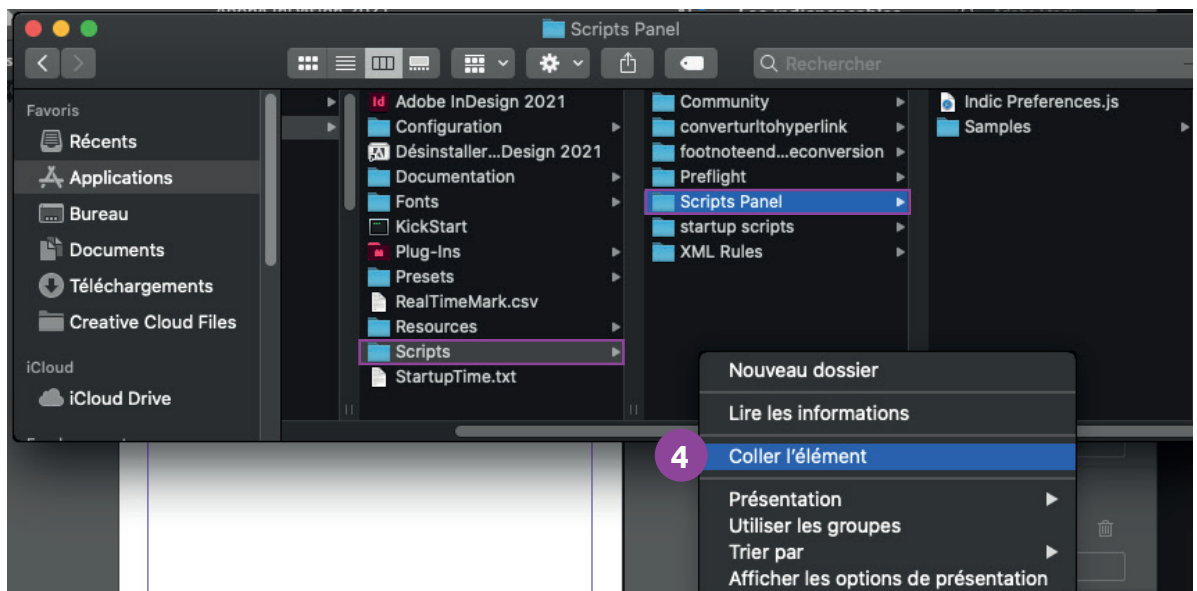 Scripts Panel
Rechercher
Favoris
Récents
Applications
Bureau
Documents
Téléchargements
Creative Cloud Files
iCloud
iCloud Drive
Adobe InDesign 2021
Configuration
Désinstaller...Design 2021
Documentation
Fonts
KickStart
Plug-Ins
Presets
RealTimeMark.csv
Resources
Scripts
StartupTime.txt
Community
converturltohyperlink
footnoteend...econversion
Preflight
Scripts Panel
startup scripts
XML Rules
Indic Preferences.js
Samples
Nouveau dossier
Lire les informations
4 Coller l'élément
Présentation
Utiliser les groupes
Trier par
Afficher les options de présentation